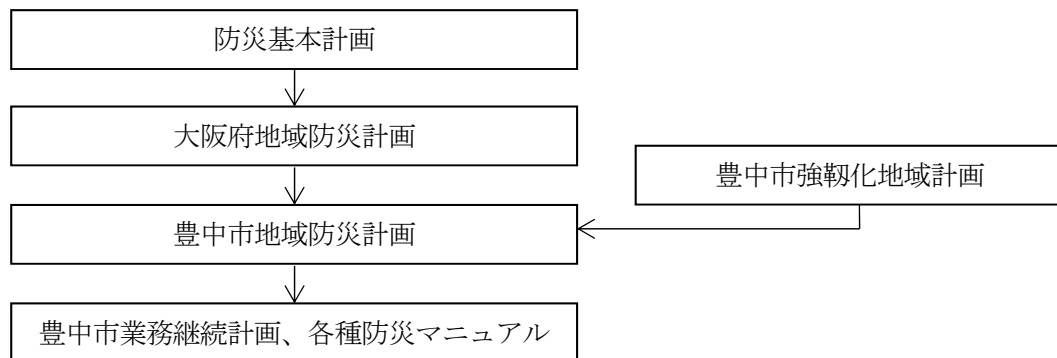 防災基本計画
大阪府地域防災計画
豊中市強靱化地域計画
豊中市地域防災計画
豊中市業務継続計画、各種防災マニュアル